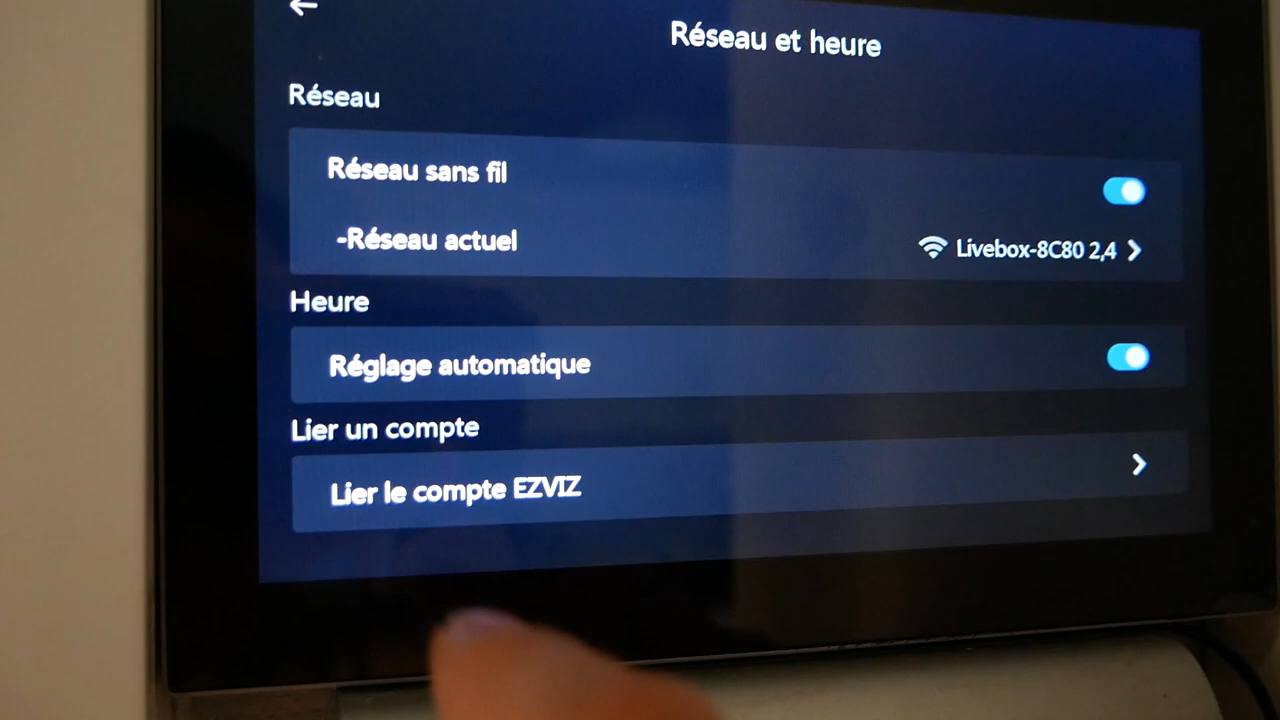 Réseau et heure
Réseau
Réseau sans fil
-Réseau actuel
Livebox-8C80 2,4
Heure
Réglage automatique
Lier un compte
Lier le compte EZVIZ